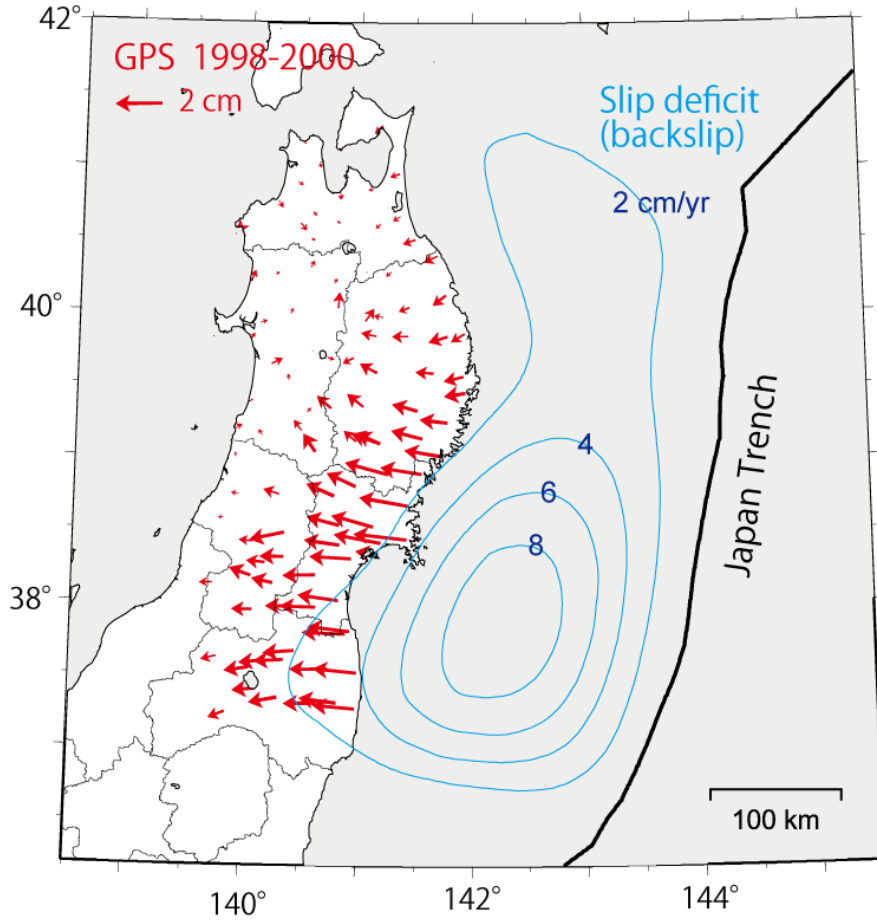 42°
GPS 1998-2000
2 cm
Slip deficit
(backslip)
2 cm/yr
40°
4
6
8
Japan Trench
38°
100 km
140°
142°
144°